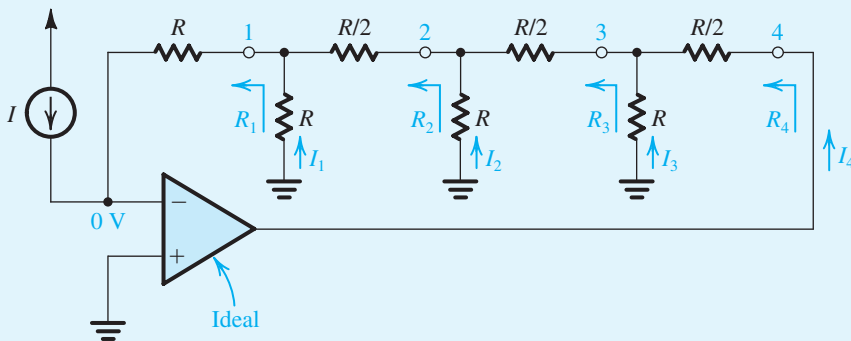 R 1 R/2 2 R/2 3 R/2 4
I R₁ R R₂ R R₃ R R₄
I₁ I₂ I₃ I₄
0 V −
+
Ideal